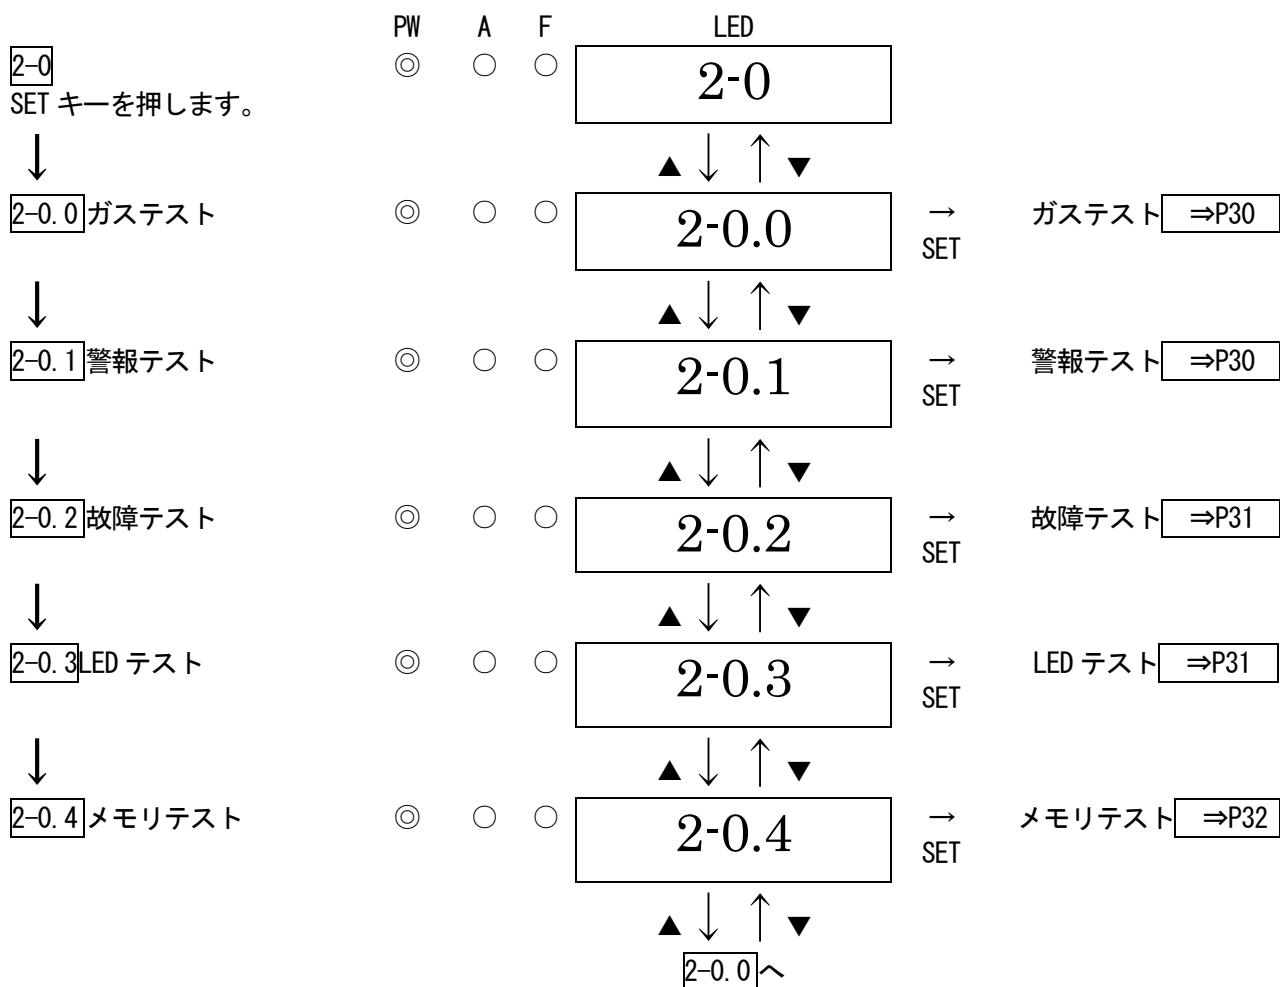 PW A F LED
2-0 ◎ ○ ○ 2-0
SET キーを押します。
↓ ▲ ↓ ↑ ▼
2-0.0 ガステスト ◎ ○ ○ 2-0.0 → ガステスト ⇒P30
SET
↓ ▲ ↓ ↑ ▼
2-0.1 警報テスト ◎ ○ ○ 2-0.1 → 警報テスト ⇒P30
SET
↓ ▲ ↓ ↑ ▼
2-0.2 故障テスト ◎ ○ ○ 2-0.2 → 故障テスト ⇒P31
SET
↓ ▲ ↓ ↑ ▼
2-0.3 LED テスト ◎ ○ ○ 2-0.3 → LED テスト ⇒P31
SET
↓ ▲ ↓ ↑ ▼
2-0.4 メモリテスト ◎ ○ ○ 2-0.4 → メモリテスト ⇒P32
SET
▲ ↓ ↑ ▼
2-0.0 へ